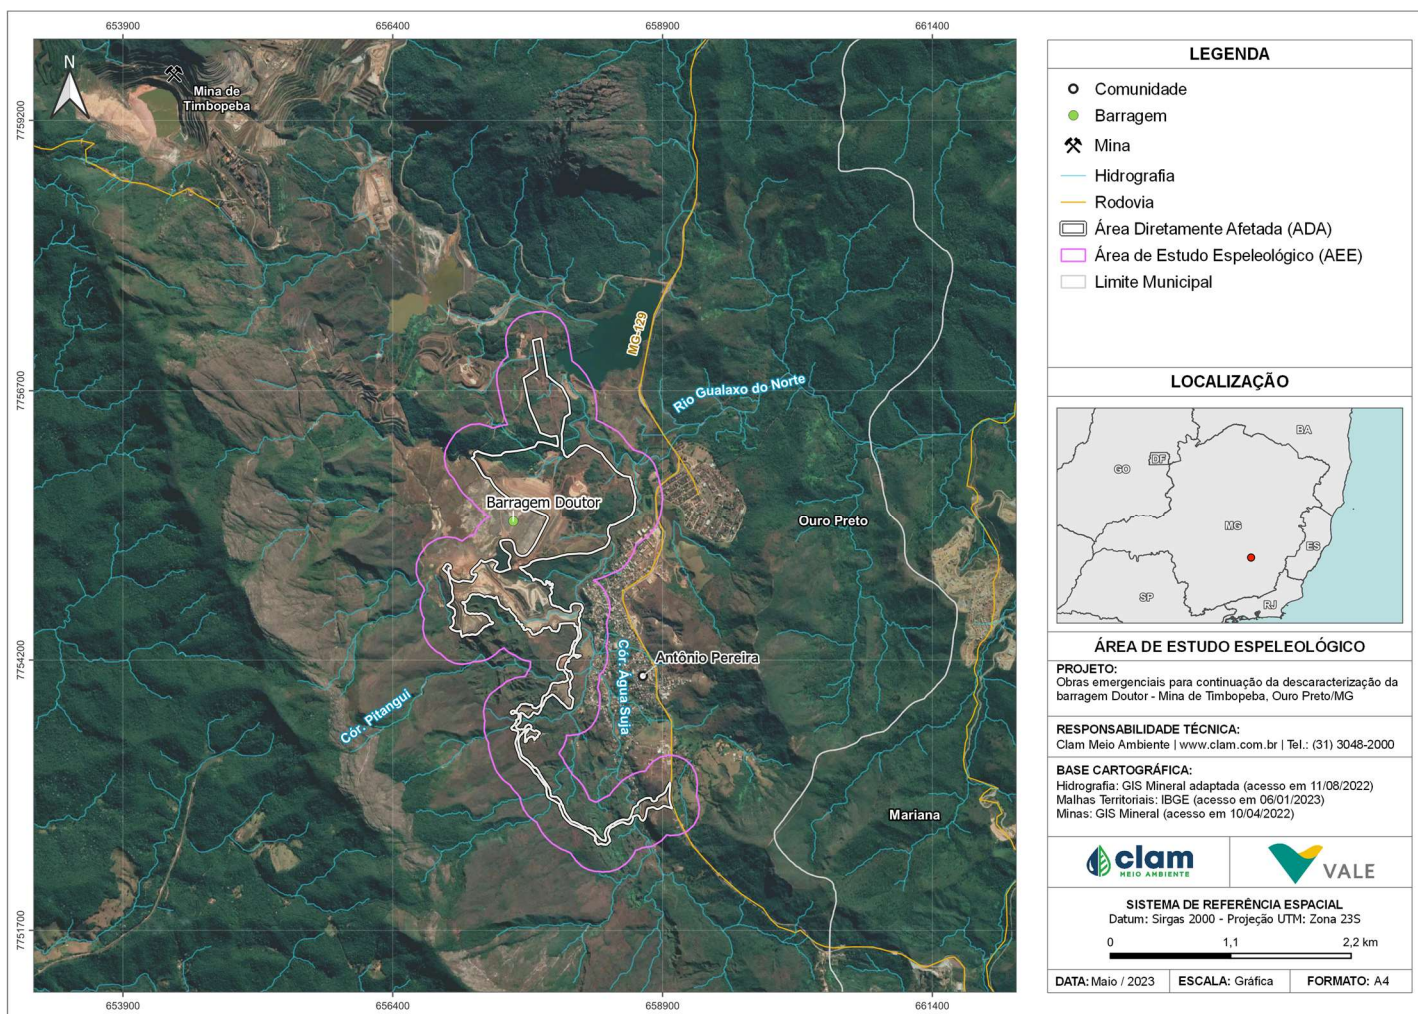 653900
656400
658900
661400
7759200
7756700
7754200
7751700
N
Mina de
Timbopeba
MG-129
Rio Gualaxo do Norte
Barragem Doutor
Ouro Preto
Antônio Pereira
Cór. Água Suja
Cór. Pitangui
Mariana
653900
656400
658900
661400
LEGENDA
Comunidade
Barragem
Mina
Hidrografia
Rodovia
Área Diretamente Afetada (ADA)
Área de Estudo Espeleológico (AEE)
Limite Municipal
LOCALIZAÇÃO
BA
GO
DF
MG
ES
SP
RJ
ÁREA DE ESTUDO ESPELEOLÓGICO
PROJETO:
Obras emergenciais para continuação da descaracterização da
barragem Doutor - Mina de Timbopeba, Ouro Preto/MG
RESPONSABILIDADE TÉCNICA:
Clam Meio Ambiente | www.clam.com.br | Tel.: (31) 3048-2000
BASE CARTOGRÁFICA:
Hidrografia: GIS Mineral adaptada (acesso em 11/08/2022)
Malhas Territoriais: IBGE (acesso em 06/01/2023)
Minas: GIS Mineral (acesso em 10/04/2022)
clam
MEIO AMBIENTE
VALE
SISTEMA DE REFERÊNCIA ESPACIAL
Datum: Sirgas 2000 - Projeção UTM: Zona 23S
0 1,1 2,2 km
DATA: Maio / 2023
ESCALA: Gráfica
FORMATO: A4